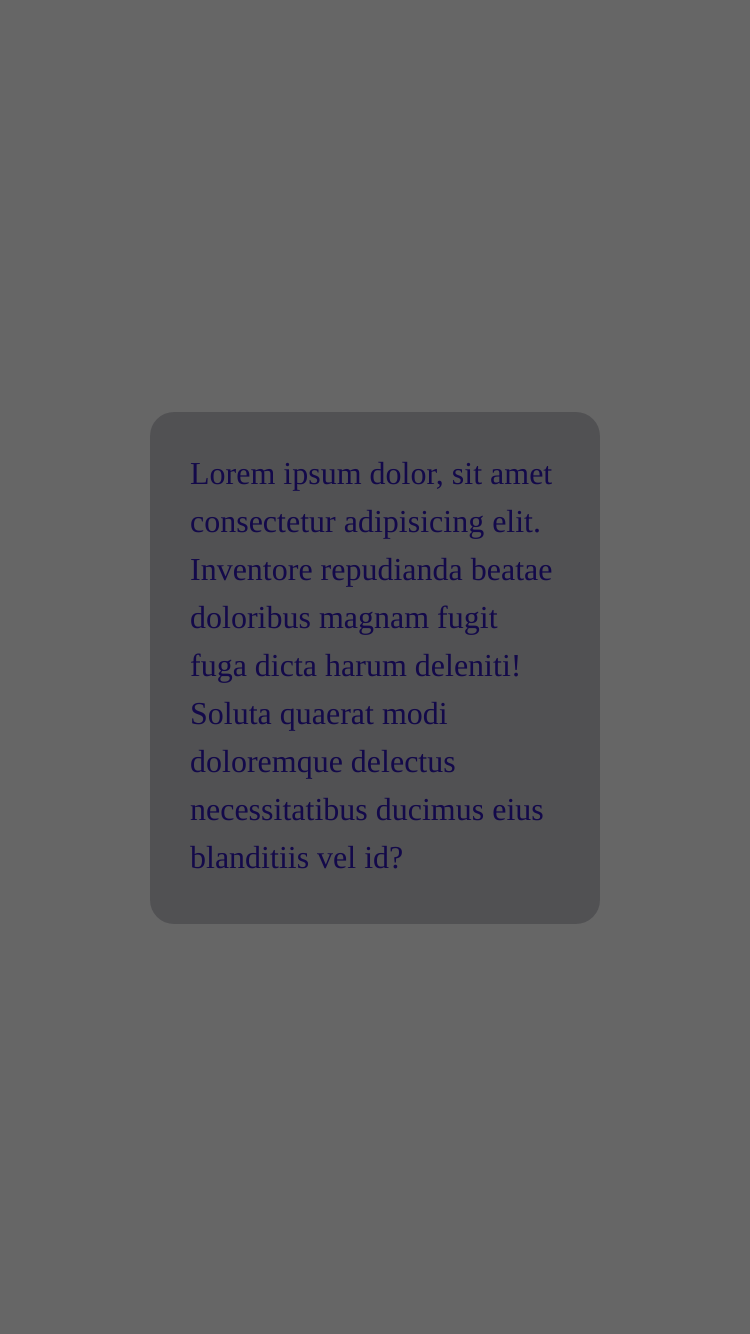 Lorem ipsum dolor, sit amet
consectetur adipisicing elit.
Inventore repudianda beatae
doloribus magnam fugit
fuga dicta harum deleniti!
Soluta quaerat modi
doloremque delectus
necessitatibus ducimus eius
blanditiis vel id?